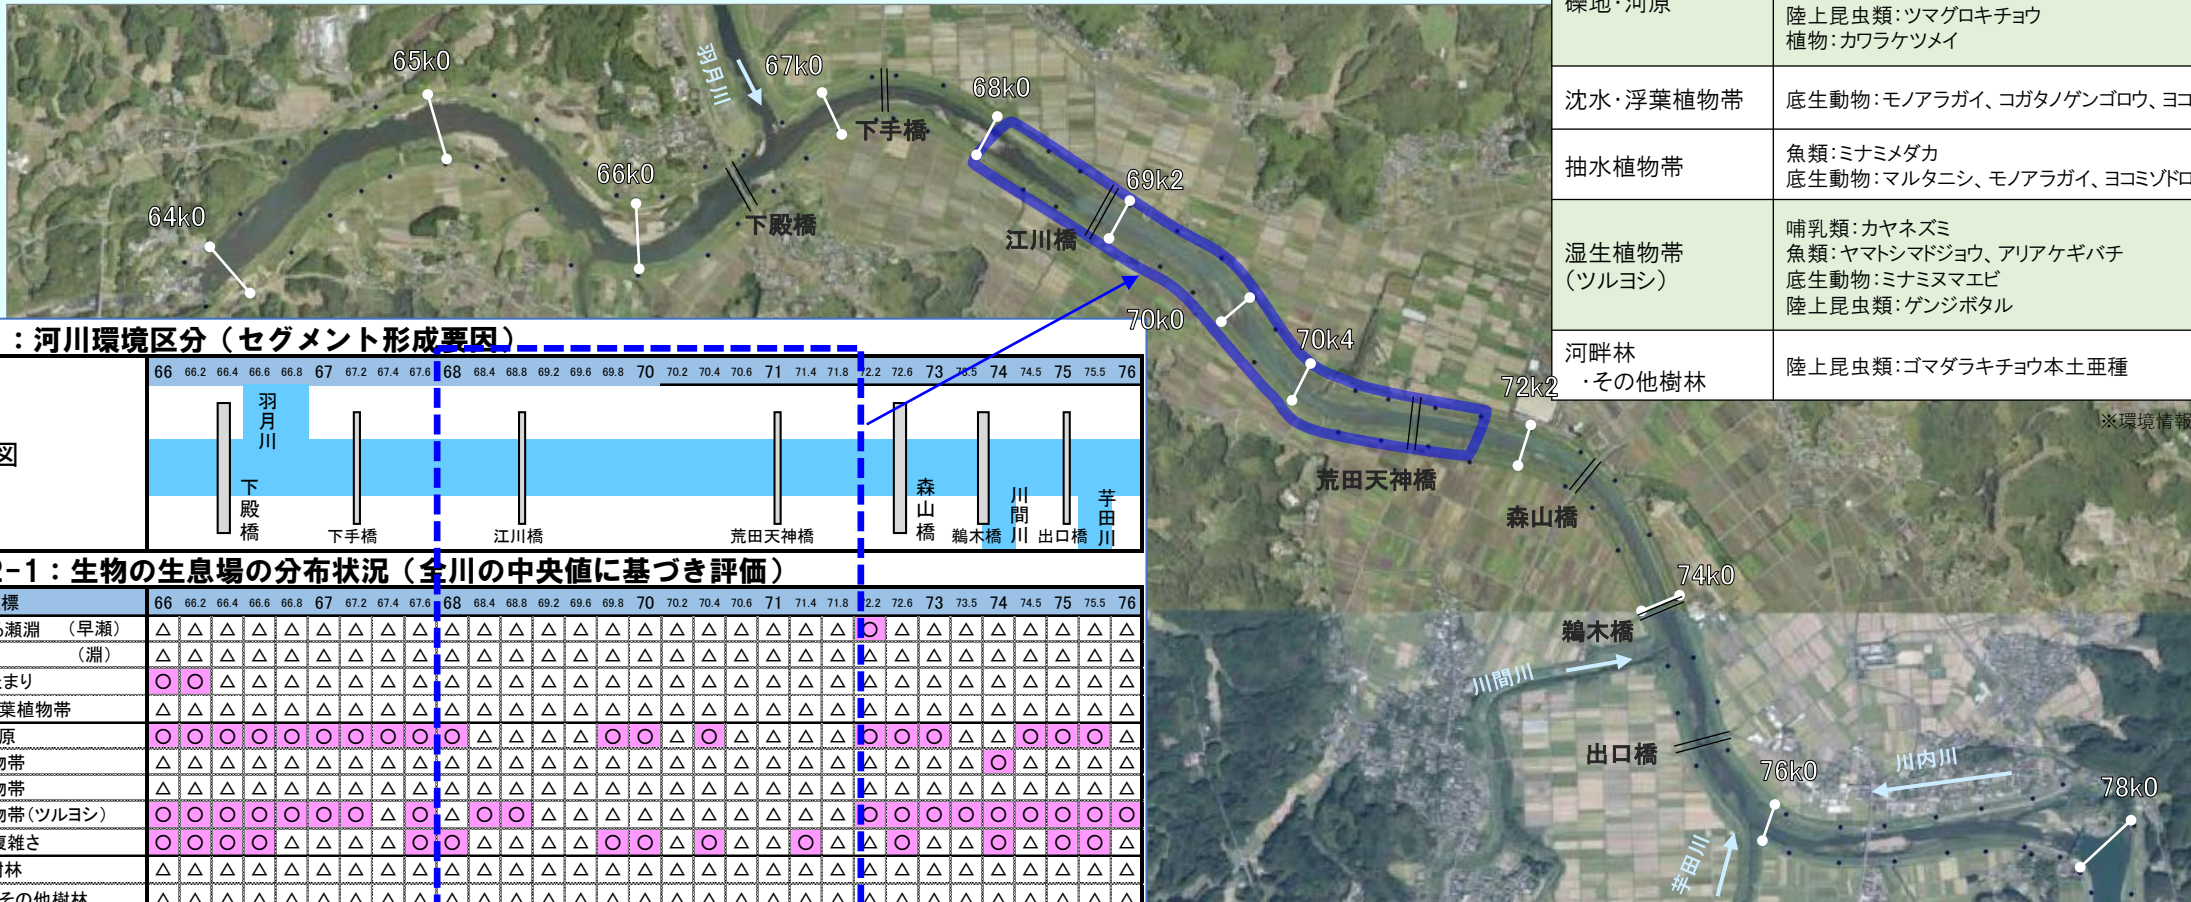 65k0
67k0
68k0
羽月川
下手橋
66k0
69k2
64k0
下殿橋
江川橋
70k0
70k4
72k2
荒田天神橋
森山橋
74k0
鵜木橋
川間川
出口橋
76k0
川内川
78k0
芋田川
礫地・河原
陸上昆虫類：ツマグロキチョウ
植物：カワラケツメイ
沈水・浮葉植物帯
底生動物：モノアラガイ、コガタノゲンゴロウ、ヨコ
抽水植物帯
魚類：ミナミメダカ
底生動物：マルタニシ、モノアラガイ、ヨコミゾドロ
湿生植物帯
（ツルヨシ）
哺乳類：カヤネズミ
魚類：ヤマトシマドジョウ、アリアケギバチ
底生動物：ミナミヌマエビ
陸上昆虫類：ゲンジボタル
河畔林
・その他樹林
陸上昆虫類：ゴマダラキチョウ本土亜種
※環境情報
：河川環境区分（セグメント形成要因）
66 66.2 66.4 66.6 66.8 67 67.2 67.4 67.6 68 68.4 68.8 69.2 69.6 69.8 70 70.2 70.4 70.6 71 71.4 71.8 72.2 72.6 73 73.5 74 74.5 75 75.5 76
図
羽月川
下殿橋
下手橋
江川橋
荒田天神橋
森山橋
鵜木橋
川間川
出口橋
芋田川
2-1：生物の生息場の分布状況（全川の中央値に基づき評価）
標 66 66.2 66.4 66.6 66.8 67 67.2 67.4 67.6 68 68.4 68.8 69.2 69.6 69.8 70 70.2 70.4 70.6 71 71.4 71.8 72.2 72.6 73 73.5 74 74.5 75 75.5 76
瀬淵 （早瀬） △ △ △ △ △ △ △ △ △ △ △ △ △ △ △ △ △ △ △ △ △ △ ○ △ △ △ △ △ △ △ △
（淵） △ △ △ △ △ △ △ △ △ △ △ △ △ △ △ △ △ △ △ △ △ △ △ △ △ △ △ △ △ △ △
まり ○ ○ △ △ △ △ △ △ △ △ △ △ △ △ △ △ △ △ △ △ △ △ △ △ △ △ △ △ △ △ △
葉植物帯 △ △ △ △ △ △ △ △ △ △ △ △ △ △ △ △ △ △ △ △ △ △ △ △ △ △ △ △ △ △ △
原 ○ ○ ○ ○ ○ ○ ○ ○ ○ ○ △ △ △ △ ○ ○ △ ○ △ △ △ △ ○ ○ ○ △ △ ○ ○ ○ △
物帯 △ △ △ △ △ △ △ △ △ △ △ △ △ △ △ △ △ △ △ △ △ △ △ △ △ △ ○ △ △ △ △
物帯 △ △ △ △ △ △ △ △ △ △ △ △ △ △ △ △ △ △ △ △ △ △ △ △ △ △ △ △ △ △ △
物帯（ツルヨシ） ○ ○ ○ ○ ○ ○ ○ △ ○ △ ○ ○ △ △ △ △ △ △ △ △ △ △ ○ ○ ○ ○ ○ ○ ○ ○ ○
複雑さ ○ ○ ○ ○ △ △ △ △ ○ ○ △ △ △ △ ○ ○ △ ○ △ △ ○ △ △ ○ △ △ ○ △ ○ ○ △
樹林 △ △ △ △ △ △ △ △ △ △ △ △ △ △ △ △ △ △ △ △ △ △ △ △ △ △ △ △ △ △ △
その他樹林 △ △ △ △ △ △ △ △ △ △ △ △ △ △ △ △ △ △ △ △ △ △ △ △ △ △ △ △ △ △ △